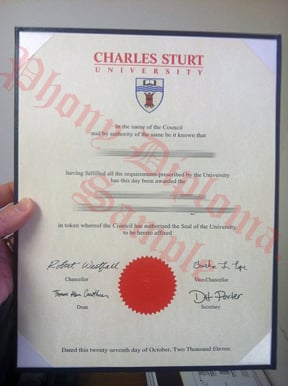 CHARLES STURT
UNIVERSITY
In the name of the Council
and by authority of the same be it known that
having fulfilled all the requirements prescribed by the University
has this day been awarded the
in token whereof the Council has authorised the Seal of the University
to be hereto affixed
Robert Westfall
Chancellor
Vice-Chancellor
Dean
D H Porter
Secretary
Dated this twenty-seventh day of October, Two Thousand Eleven
Phony Diploma
Sample